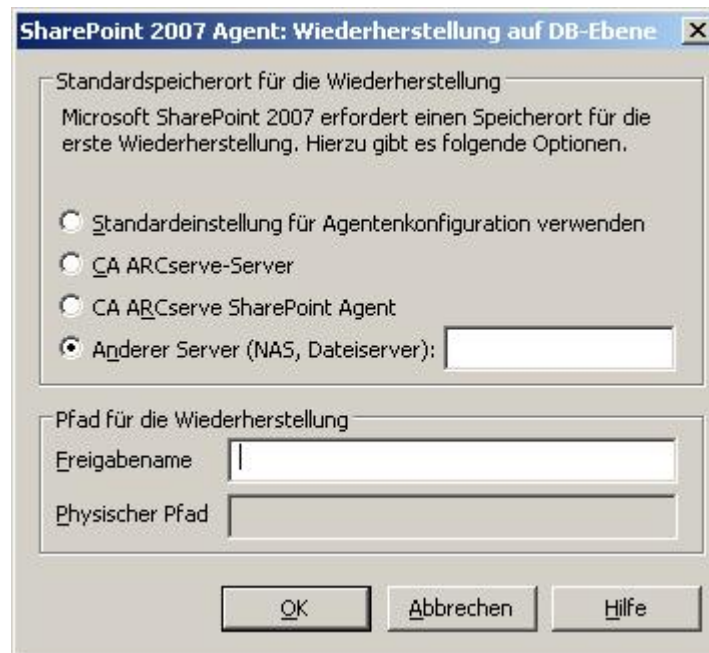 SharePoint 2007 Agent: Wiederherstellung auf DB-Ebene
Standardspeicherort für die Wiederherstellung
Microsoft SharePoint 2007 erfordert einen Speicherort für die
erste Wiederherstellung. Hierzu gibt es folgende Optionen.
Standardeinstellung für Agentenkonfiguration verwenden
CA ARCserve-Server
CA ARCserve SharePoint Agent
Anderer Server (NAS, Dateiserver):
Pfad für die Wiederherstellung
Freigabename
Physischer Pfad
OK Abbrechen Hilfe